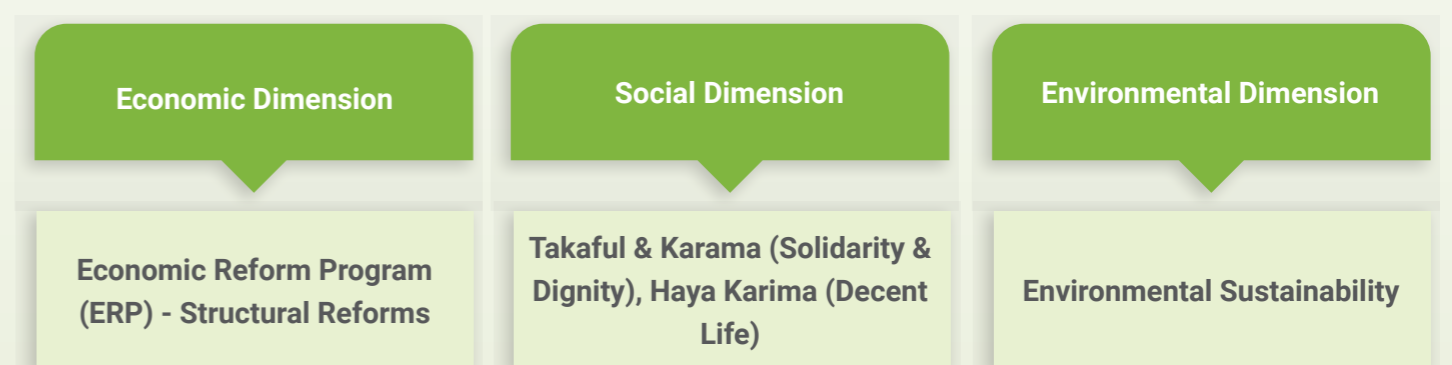 Economic Dimension
Social Dimension
Environmental Dimension
Economic Reform Program
(ERP) - Structural Reforms
Takaful & Karama (Solidarity &
Dignity), Haya Karima (Decent
Life)
Environmental Sustainability